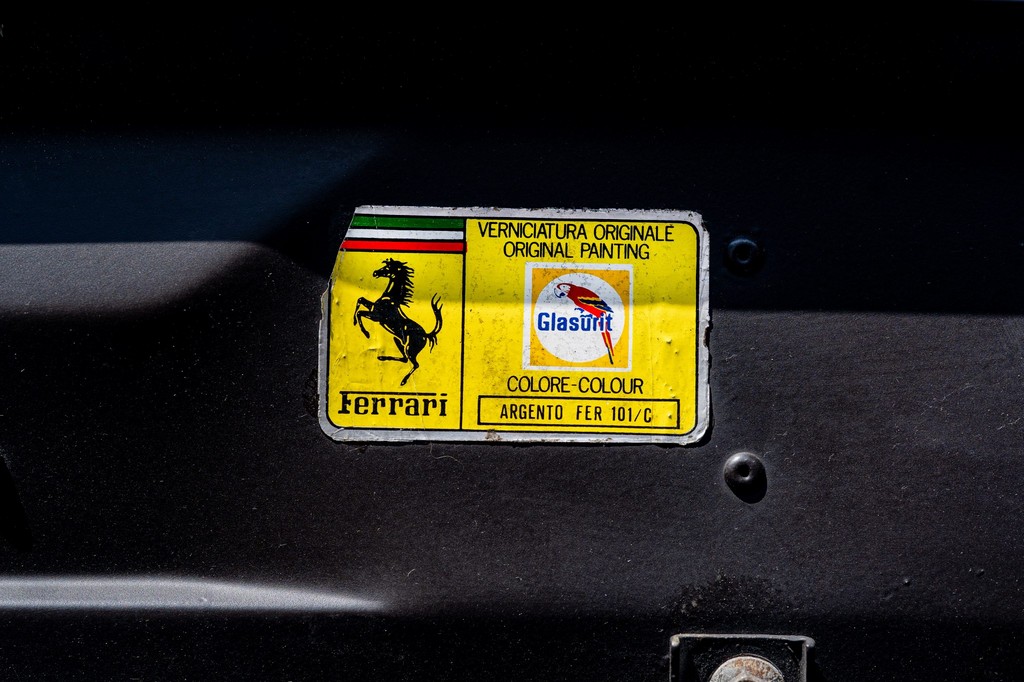 VERNICIATURA ORIGINALE
ORIGINAL PAINTING
Glasurit
COLORE-COLOUR
ARGENTO FER 101/C
Ferrari